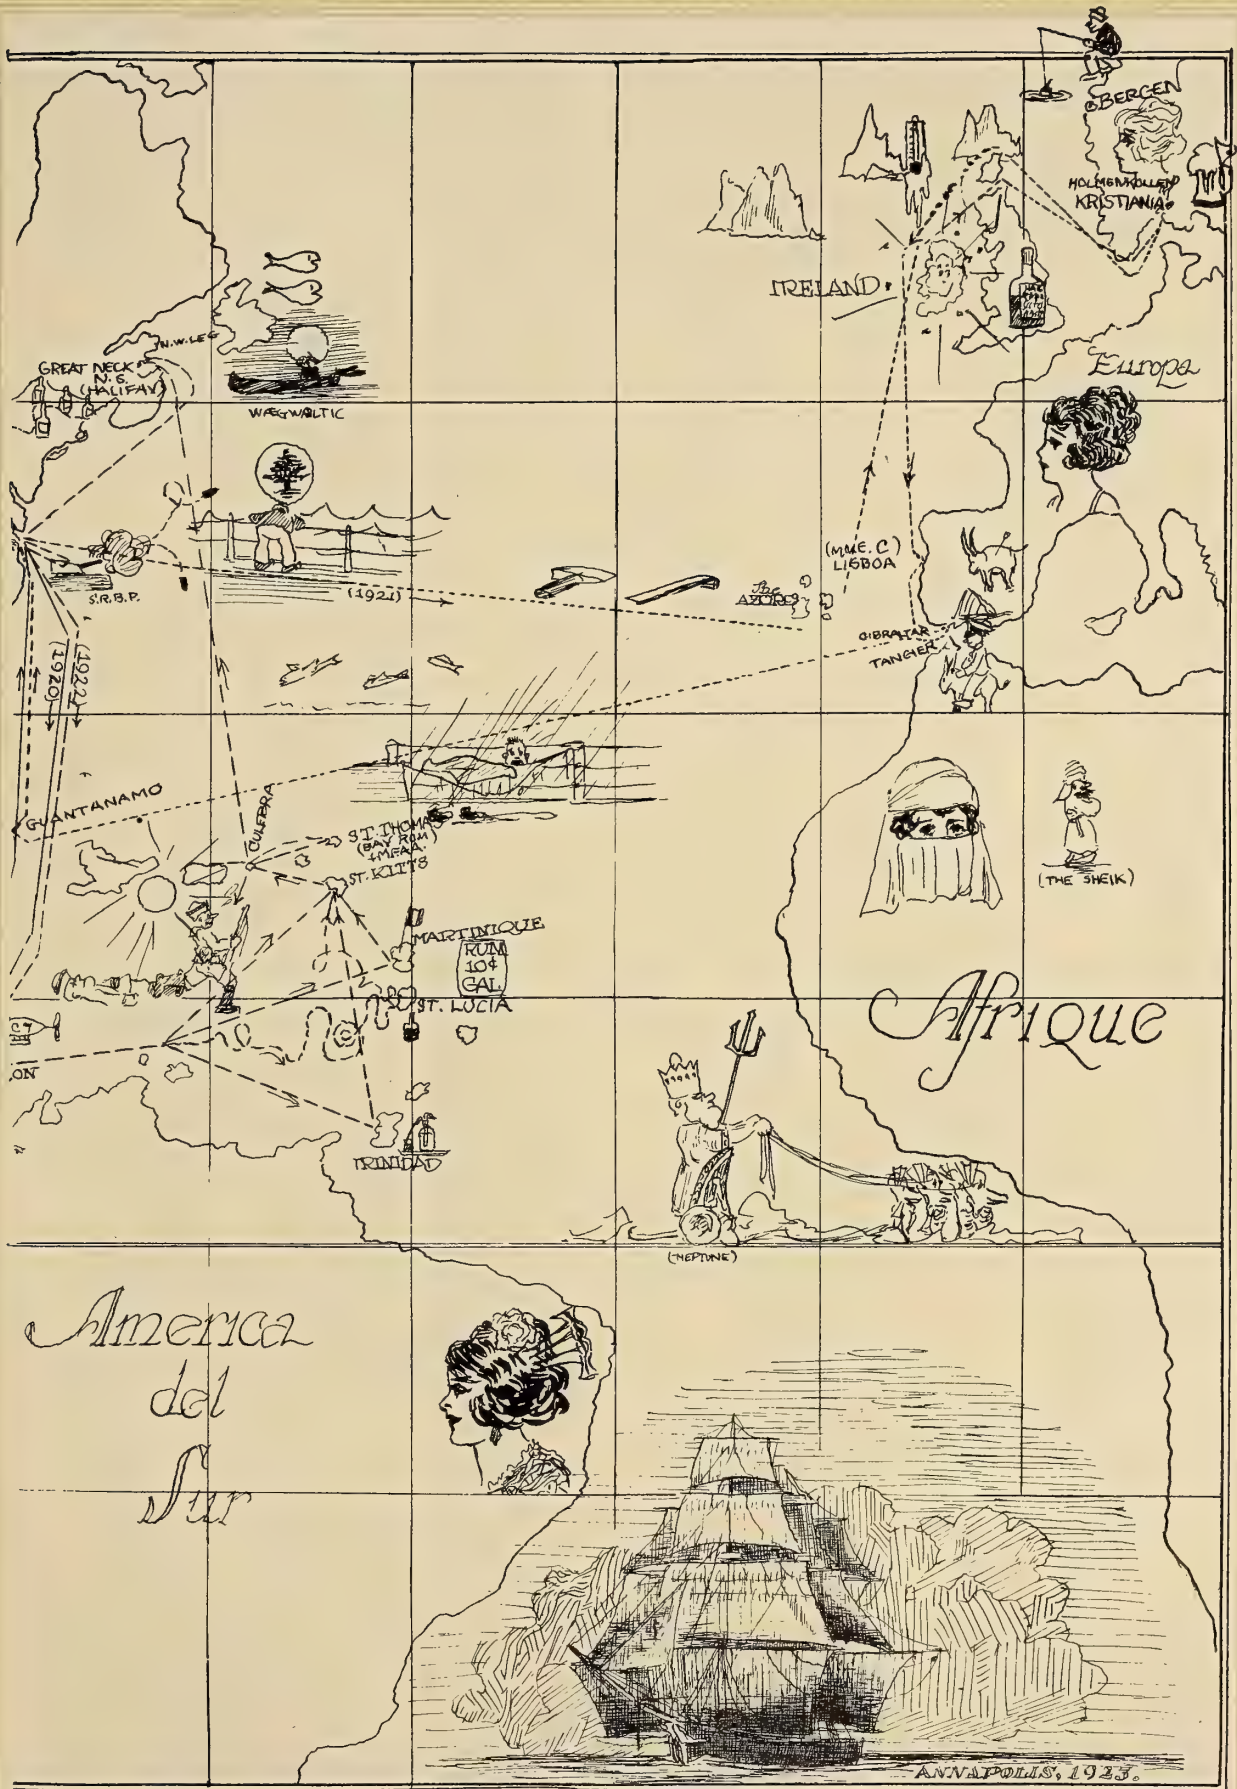 BERGEN
HOLMENKOLLEN
KRISTIANIA
IRELAND
Europa
N.W. LEG
GREAT NECK
N. S.
(HALIFAX)
WÆGWALTIC
S.R.B.P.
(1921)
The
AZORES
(MME. C)
LISBOA
GIBRALTAR
TANGIER
(1920)
(1922)
GUANTANAMO
CULEBRA
ST. THOMAS
(BAY RUM)
ST. KITTS
MARTINIQUE
RUM
10¢
GAL.
ST. LUCIA
ON
TRINIDAD
(THE SHEIK)
Afrique
(NEPTUNE)
America
del
Sur
ANNAPOLIS, 1923.